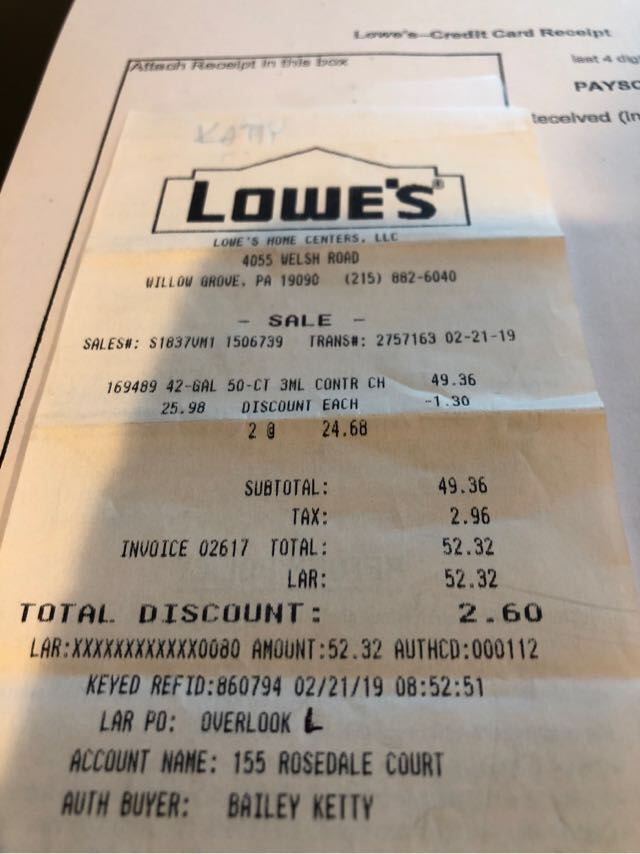 Lowe's--Credit Card Receipt
Attach Receipt in this box
last 4 dig
PAYSC
Received (in
KATHY
LOWE'S®
LOWE'S HOME CENTERS, LLC
4055 WELSH ROAD
WILLOW GROVE, PA 19090 (215) 882-6040
- SALE -
SALES#: S1837VM1 1506739 TRANS#: 2757163 02-21-19
169489 42-GAL 50-CT 3ML CONTR CH 49.36
25.98 DISCOUNT EACH -1.30
2 @ 24.68
SUBTOTAL: 49.36
TAX: 2.96
INVOICE 02617 TOTAL: 52.32
LAR: 52.32
TOTAL DISCOUNT: 2.60
LAR:XXXXXXXXXXXX0080 AMOUNT:52.32 AUTHCD:000112
KEYED REFID:860794 02/21/19 08:52:51
LAR PO: OVERLOOK L
ACCOUNT NAME: 155 ROSEDALE COURT
AUTH BUYER: BAILEY KETTY